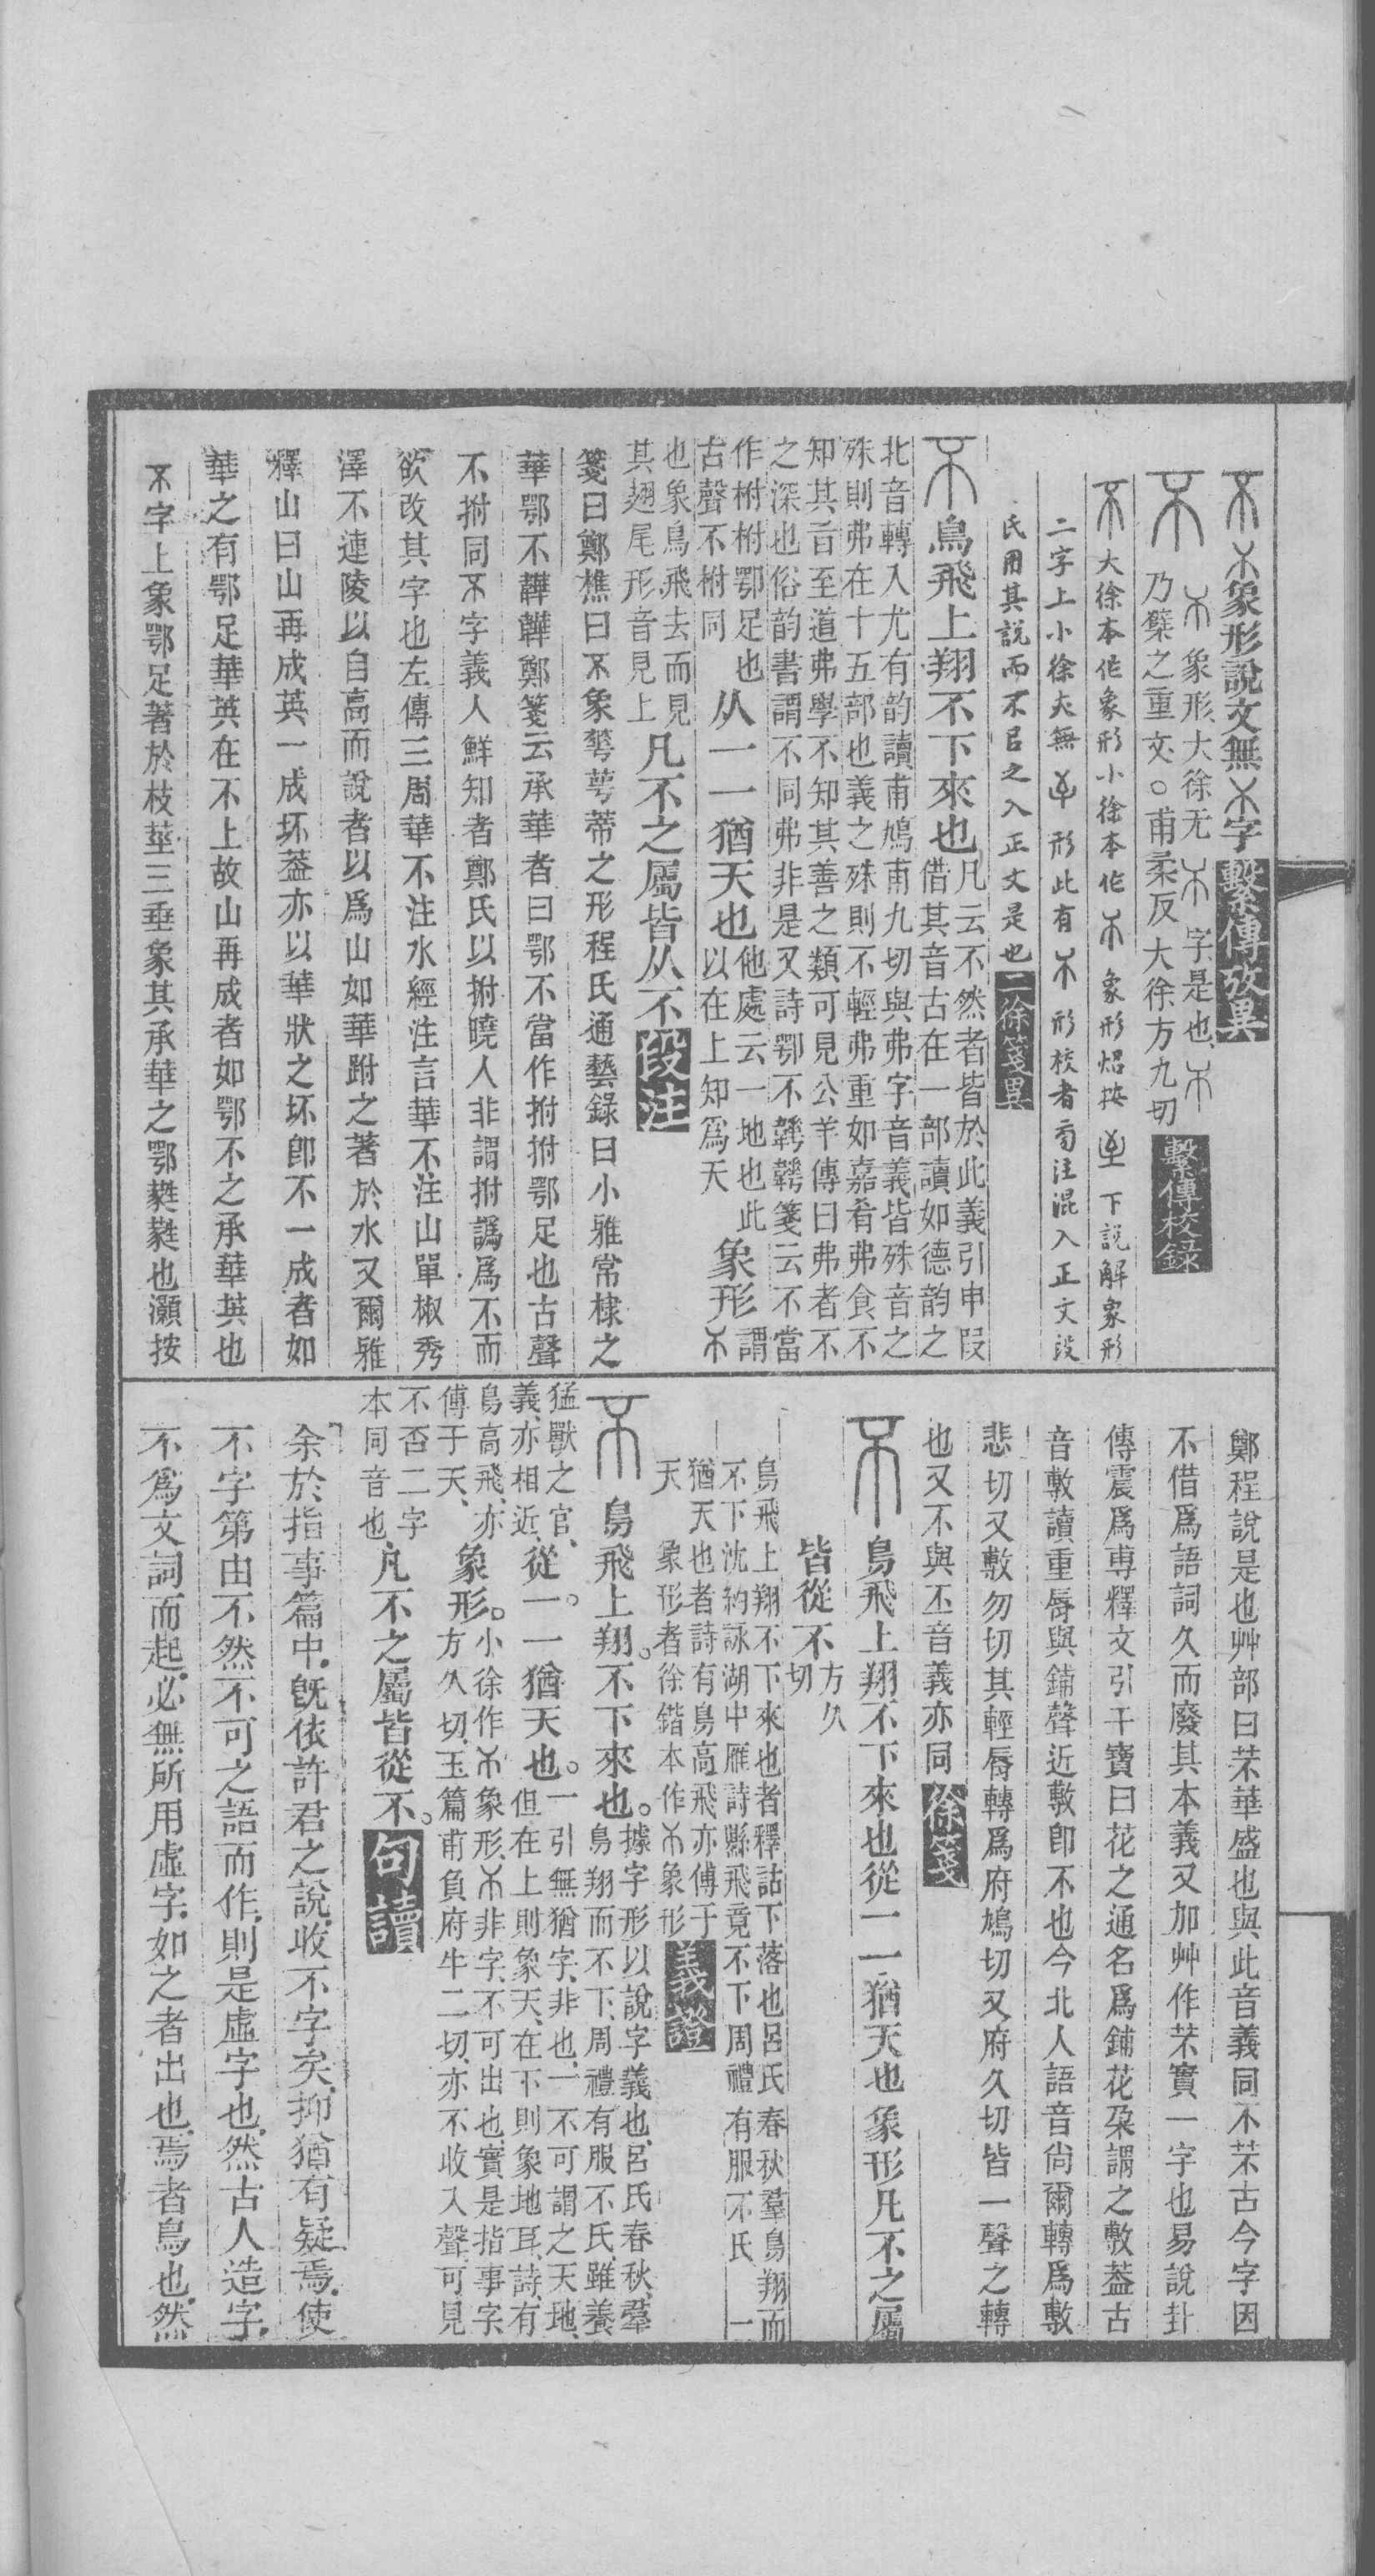 不 不象形說文無不字 繫傳攷異
不 不象形大徐无不字是也不
乃櫱之重文。甫柔反大徐方九切 繫傳校録
不大徐本作象形小徐本作不象形炤按至下說解象形
二字上小徐夫無至形此有不形校者旁注混入正文段
氏用其說而不㠯之入正文是也 二徐箋異
不 鳥飛上翔不下來也
凡云不然者皆於此義引申叚
借其音古在一部讀如德韵之
北音轉入尤有韵讀甫鳩甫九切與弗字音義皆殊音之
殊則弗在十五部也義之殊則不輕弗重如嘉肴弗食不
知其旨至道弗學不知其善之類可見公羊傳曰弗者不
之深也俗韵書謂不同弗非是又詩鄂不韡韡箋云不當
作柎柎鄂足也
古聲不柎同
从一一猶天也
他處云一地也此
以在上知爲天
象形
謂不
也象鳥飛去而見
其翅尾形音見上
凡不之屬皆从不 段注
箋曰鄭樵曰不象華萼蒂之形程氏通藝錄曰小雅常棣之
華鄂不韡韡鄭箋云承華者曰鄂不當作拊拊鄂足也古聲
不拊同不字義人鮮知者鄭氏以拊曉人非謂拊譌爲不而
欲改其字也左傳三周華不注水經注言華不注山單椒秀
澤不連陵以自高而說者以爲山如華跗之著於水又爾雅
釋山曰山再成英一成坏葢亦以華狀之坏卽不一成者如
華之有鄂足華英在不上故山再成者如鄂不之承華英也
不字上象鄂足著於枝莖三垂象其承華之鄂蕤蕤也灝按
鄭程說是也艸部曰芣華盛也與此音義同不芣古今字因
不借爲語詞久而廢其本義又加艸作芣實一字也易說卦
傳震爲旉釋文引干寶曰花之通名爲鋪花朶謂之敷葢古
音敷讀重脣與鋪聲近敷卽不也今北人語音尙爾轉爲敷
悲切又敷勿切其輕脣轉爲府鳩切又府久切皆一聲之轉
也又不與丕音義亦同 徐箋
不 鳥飛上翔不下來也從一一猶天也象形凡不之屬
皆從不 方久切
鳥飛上翔不下來也者釋詁下落也呂氏春秋羣鳥翔而
不下沈約詠湖中雁詩縣飛竟不下周禮有服不氏 一
猶天也者詩有鳥高飛亦傅于
天 象形者徐鍇本作不象形 義證
不 鳥飛上翔。不下來也。
據字形以說字義也、呂氏春秋、羣
鳥翔而不下、周禮有服不氏、雖養
猛獸之官、
義亦相近、
從一。一猶天也。
一引無猶字、非也、一不可謂之天地、
但在上則象天、在下則象地耳、詩、有
鳥高飛、亦
傅于天、
象形。
小徐作不象形、不非字、不可出也、實是指事字、
方久切、玉篇甫負府牛二切、亦不收入聲、可見
不否二字
本同音也
凡不之屬皆從不。 句讀
余於指事篇中.旣依許君之說.收不字矣.抑猶有疑焉.使
不字第由不然不可之語而作.則是虛字也.然古人造字.
不爲文詞而起.必無所用虛字.如之者出也.焉者鳥也.然